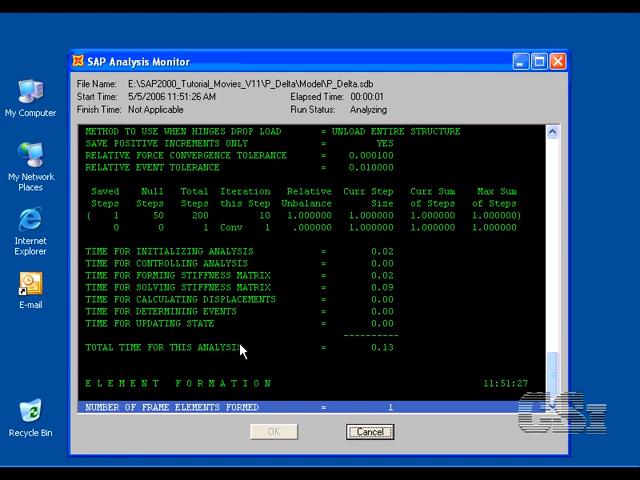 SAP Analysis Monitor
File Name: E:\SAP2000_Tutorial_Movies_V11\P_Delta\Model\P_Delta.sdb
Start Time: 5/5/2006 11:51:26 AM Elapsed Time: 00:00:01
Finish Time: Not Applicable Run Status: Analyzing
METHOD TO USE WHEN HINGES DROP LOAD = UNLOAD ENTIRE STRUCTURE
SAVE POSITIVE INCREMENTS ONLY = YES
RELATIVE FORCE CONVERGENCE TOLERANCE = 0.000100
RELATIVE EVENT TOLERANCE = 0.010000
Saved Null Total Iteration Relative Curr Step Curr Sum Max Sum
Steps Steps Steps this Step Unbalance Size of Steps of Steps
( 1 50 200 10 1.000000 1.000000 1.000000 1.000000)
0 0 1 Conv 1 .000000 1.000000 1.000000 1.000000
TIME FOR INITIALIZING ANALYSIS = 0.02
TIME FOR CONTROLLING ANALYSIS = 0.00
TIME FOR FORMING STIFFNESS MATRIX = 0.02
TIME FOR SOLVING STIFFNESS MATRIX = 0.09
TIME FOR CALCULATING DISPLACEMENTS = 0.00
TIME FOR DETERMINING EVENTS = 0.00
TIME FOR UPDATING STATE = 0.00
----------
TOTAL TIME FOR THIS ANALYSIS = 0.13
E L E M E N T F O R M A T I O N 11:51:27
NUMBER OF FRAME ELEMENTS FORMED = 1
OK Cancel
My Computer
My Network
Places
Internet
Explorer
E-mail
Recycle Bin
CSi